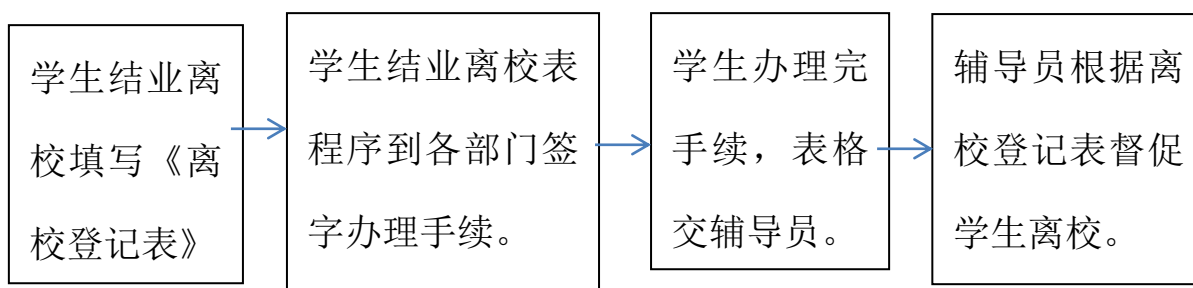 学生结业离
校填写《离
校登记表》
学生结业离校表
程序到各部门签
字办理手续。
学生办理完
手续，表格
交辅导员。
辅导员根据离
校登记表督促
学生离校。